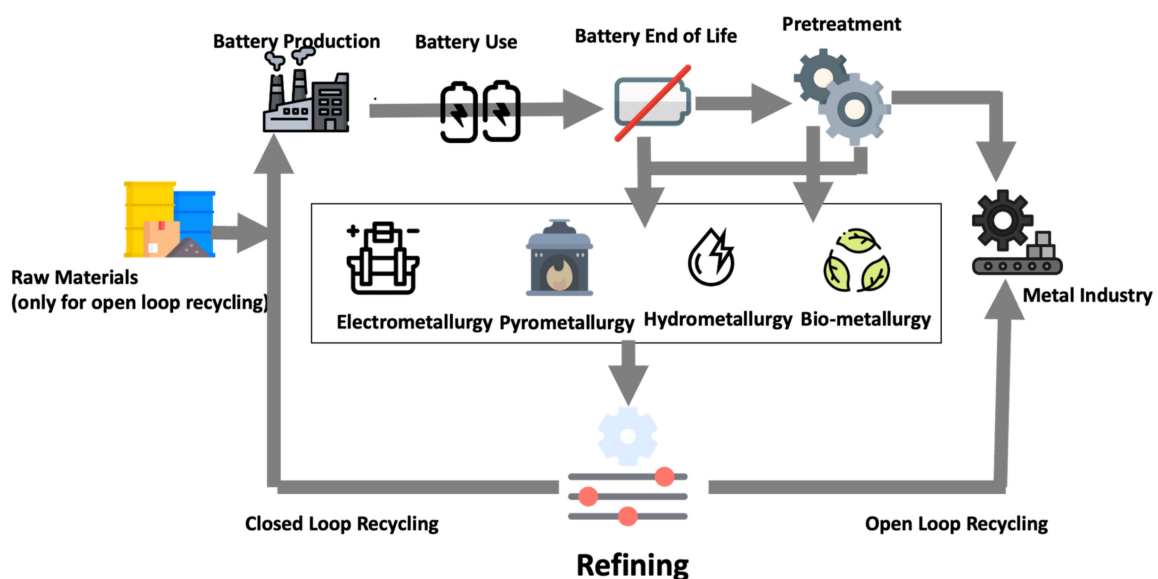 Battery Production
Battery Use
Battery End of Life
Pretreatment
Raw Materials
(only for open loop recycling)
+ −
Electrometallurgy
Pyrometallurgy
Hydrometallurgy
Bio-metallurgy
Metal Industry
Closed Loop Recycling
Open Loop Recycling
Refining